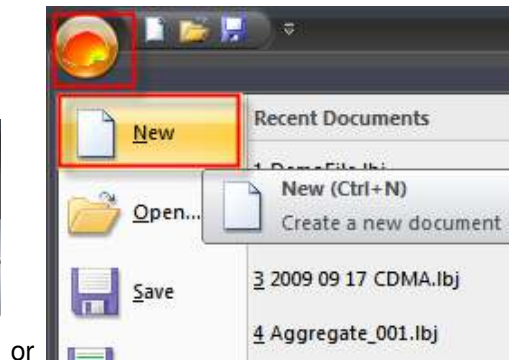 New
Recent Documents
New (Ctrl+N)
Open...
Create a new document
Save
3 2009 09 17 CDMA.lbj
4 Aggregate_001.lbj
or